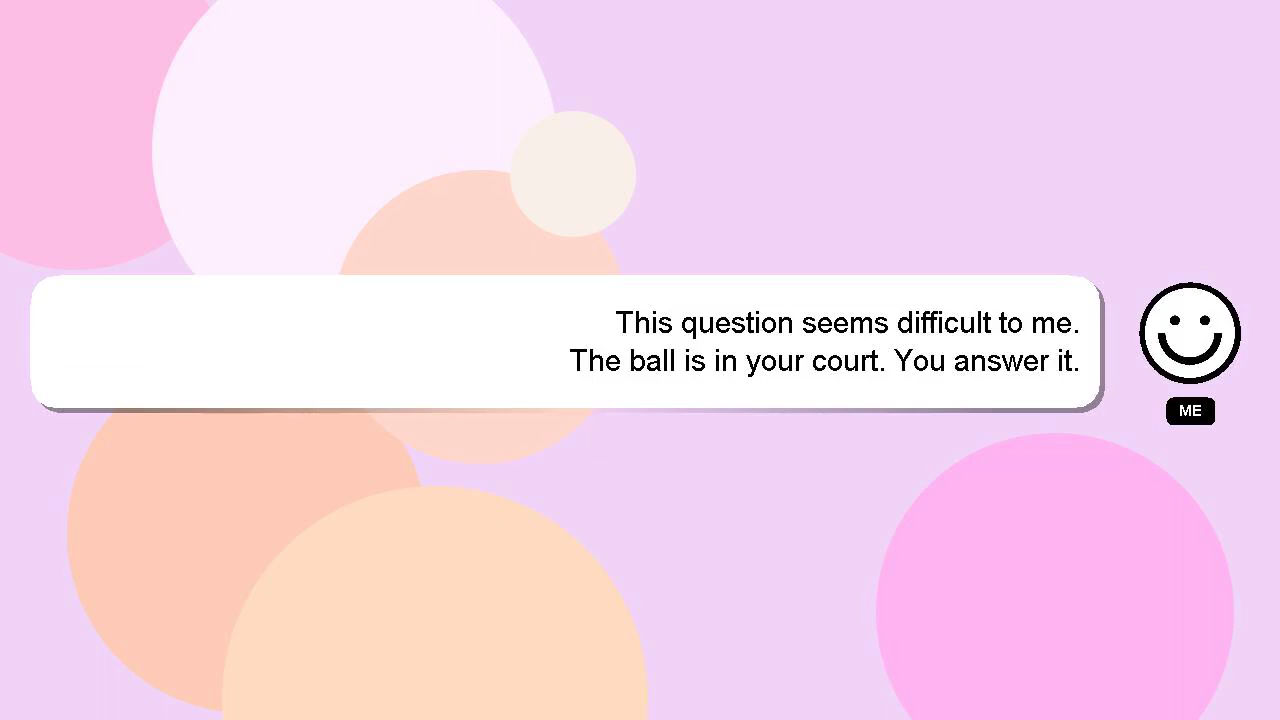 This question seems difficult to me.
The ball is in your court. You answer it.
ME